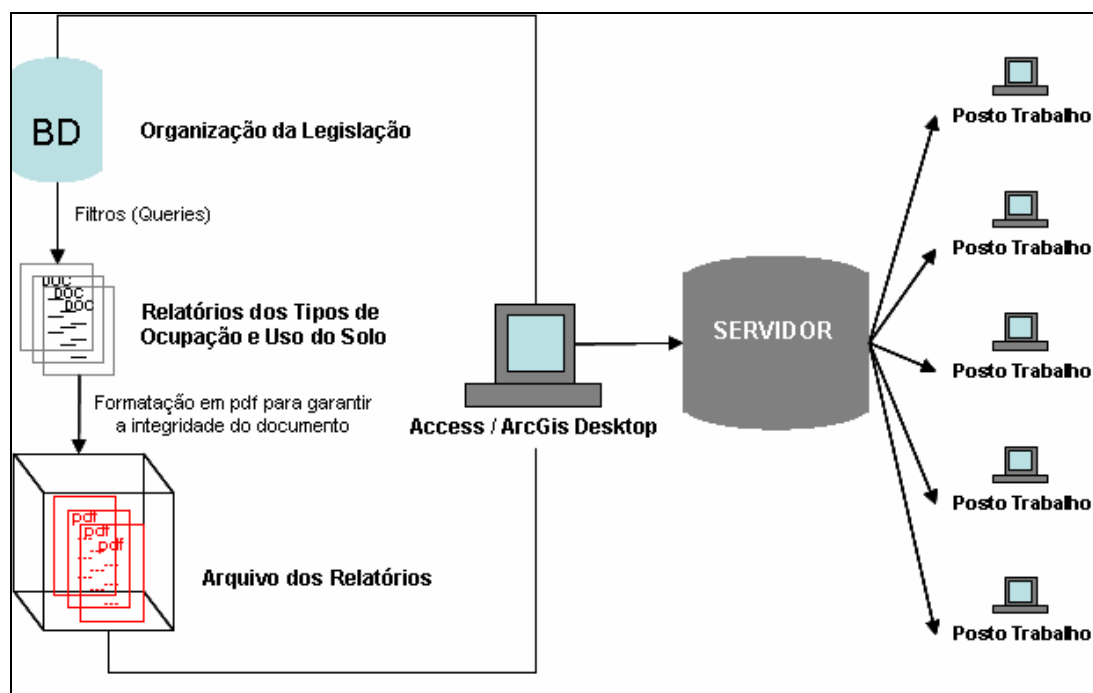 BD
Organização da Legislação
Filtros (Queries)
DOC
DOC
DOC
Relatórios dos Tipos de
Ocupação e Uso do Solo
Formatação em pdf para garantir
a integridade do documento
pdf
pdf
pdf
Arquivo dos Relatórios
Access / ArcGis Desktop
SERVIDOR
Posto Trabalho
Posto Trabalho
Posto Trabalho
Posto Trabalho
Posto Trabalho